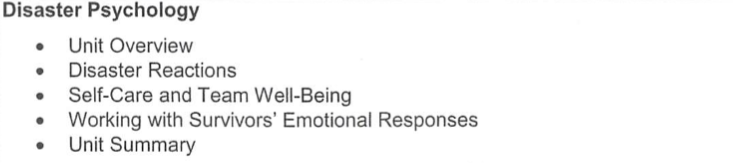 Disaster Psychology
• Unit Overview
• Disaster Reactions
• Self-Care and Team Well-Being
• Working with Survivors' Emotional Responses
• Unit Summary